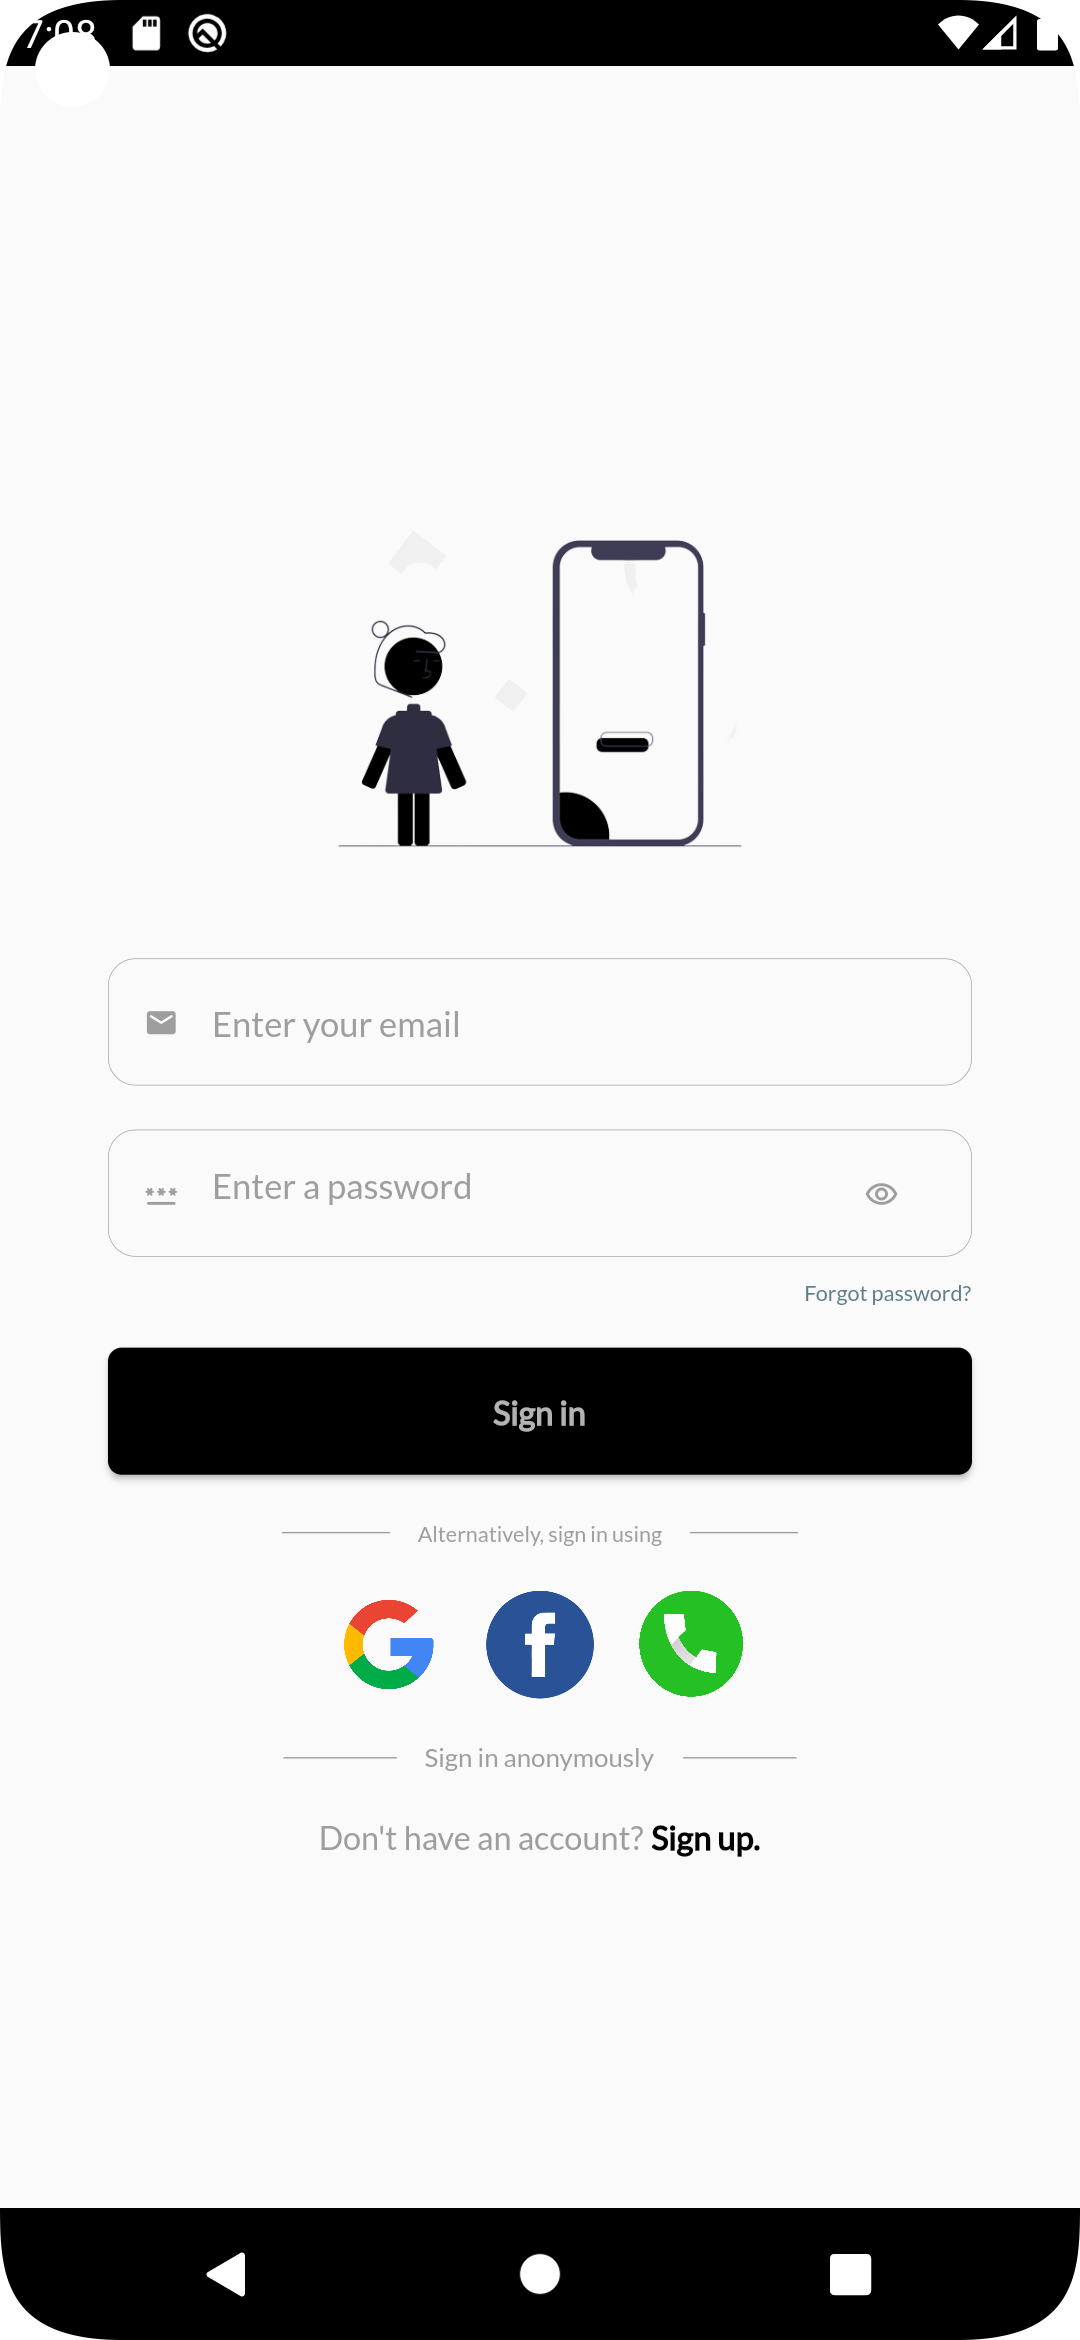 7:08
Enter your email
Enter a password
Forgot password?
Sign in
Alternatively, sign in using
Sign in anonymously
Don't have an account? Sign up.